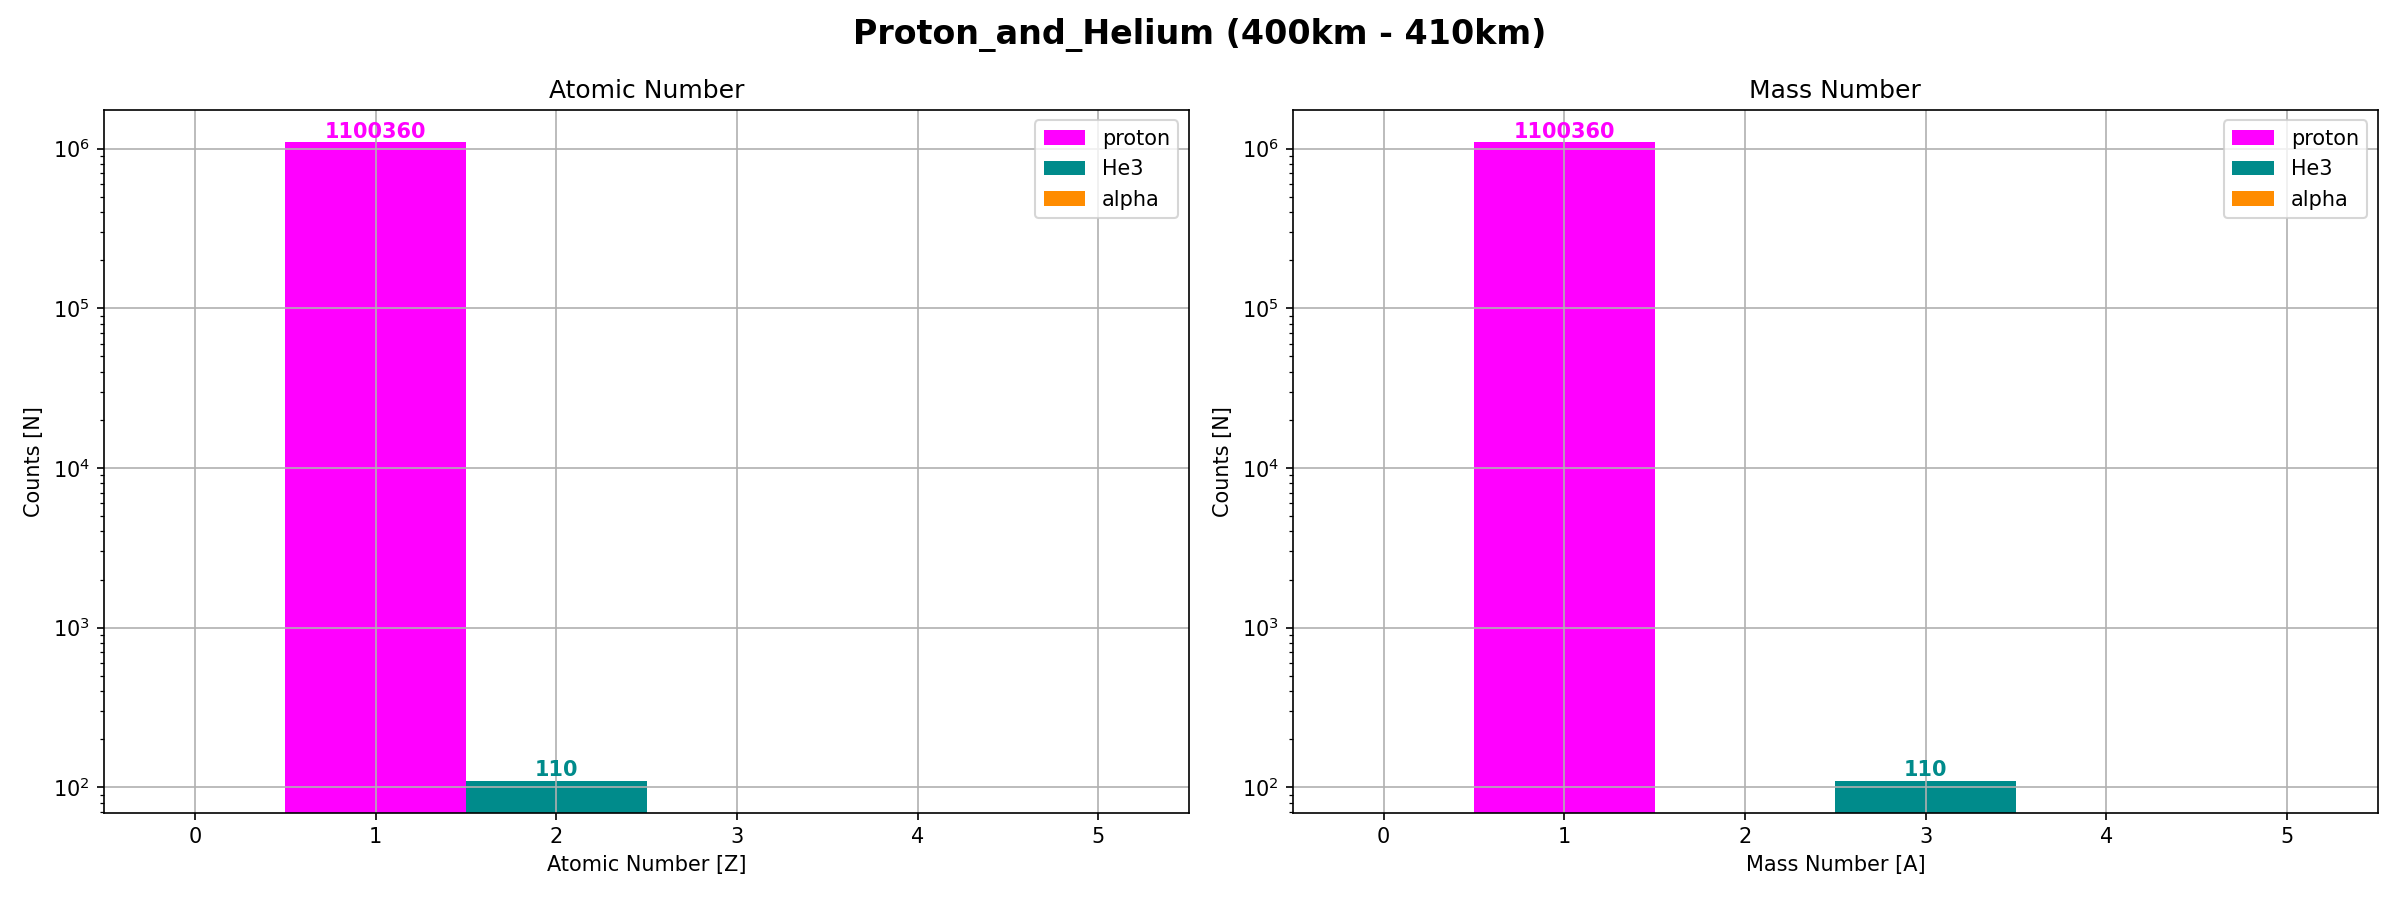 Proton_and_Helium (400km - 410km)
Atomic Number
1100360
110
proton
He3
alpha
10⁶
10⁵
10⁴
10³
10²
Counts [N]
0 1 2 3 4 5
Atomic Number [Z]
Mass Number
1100360
110
proton
He3
alpha
10⁶
10⁵
10⁴
10³
10²
Counts [N]
0 1 2 3 4 5
Mass Number [A]